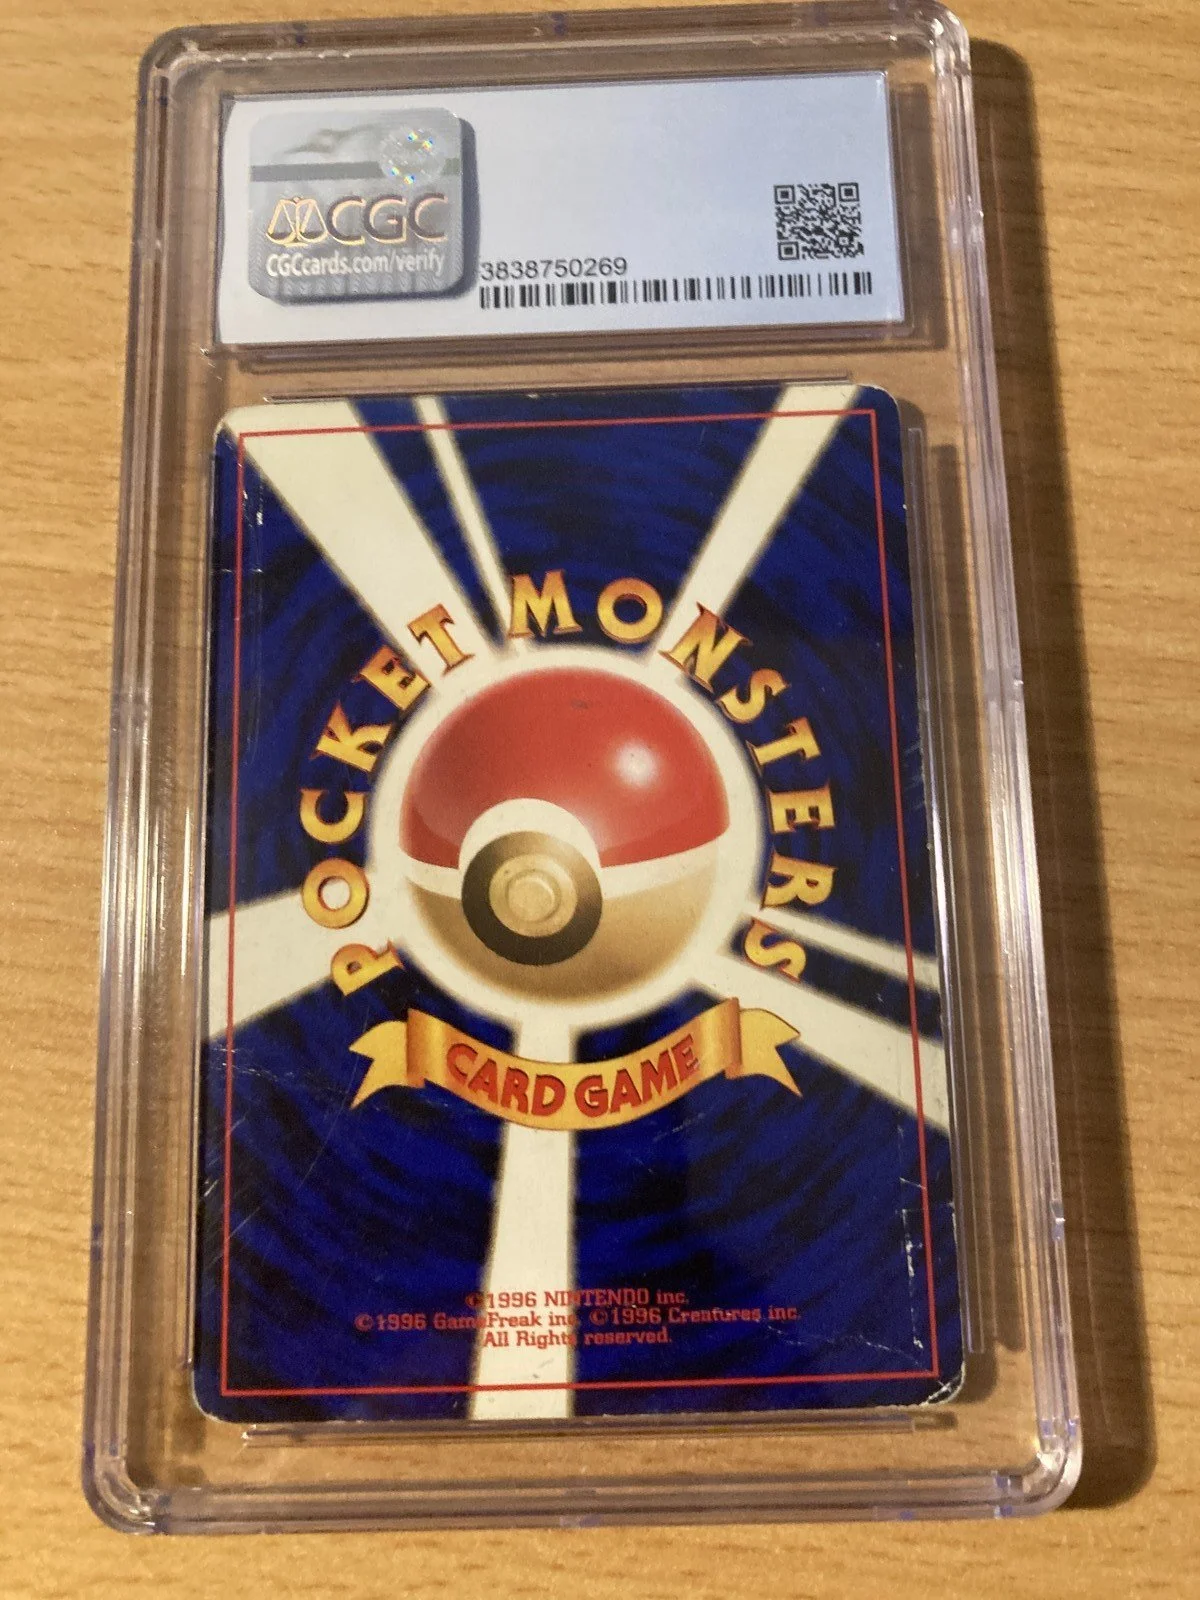 CGC
CGCcards.com/verify
3838750269
POCKET MONSTERS
CARD GAME
©1996 NINTENDO inc.
©1996 GameFreak inc. ©1996 Creatures inc.
All Rights reserved.